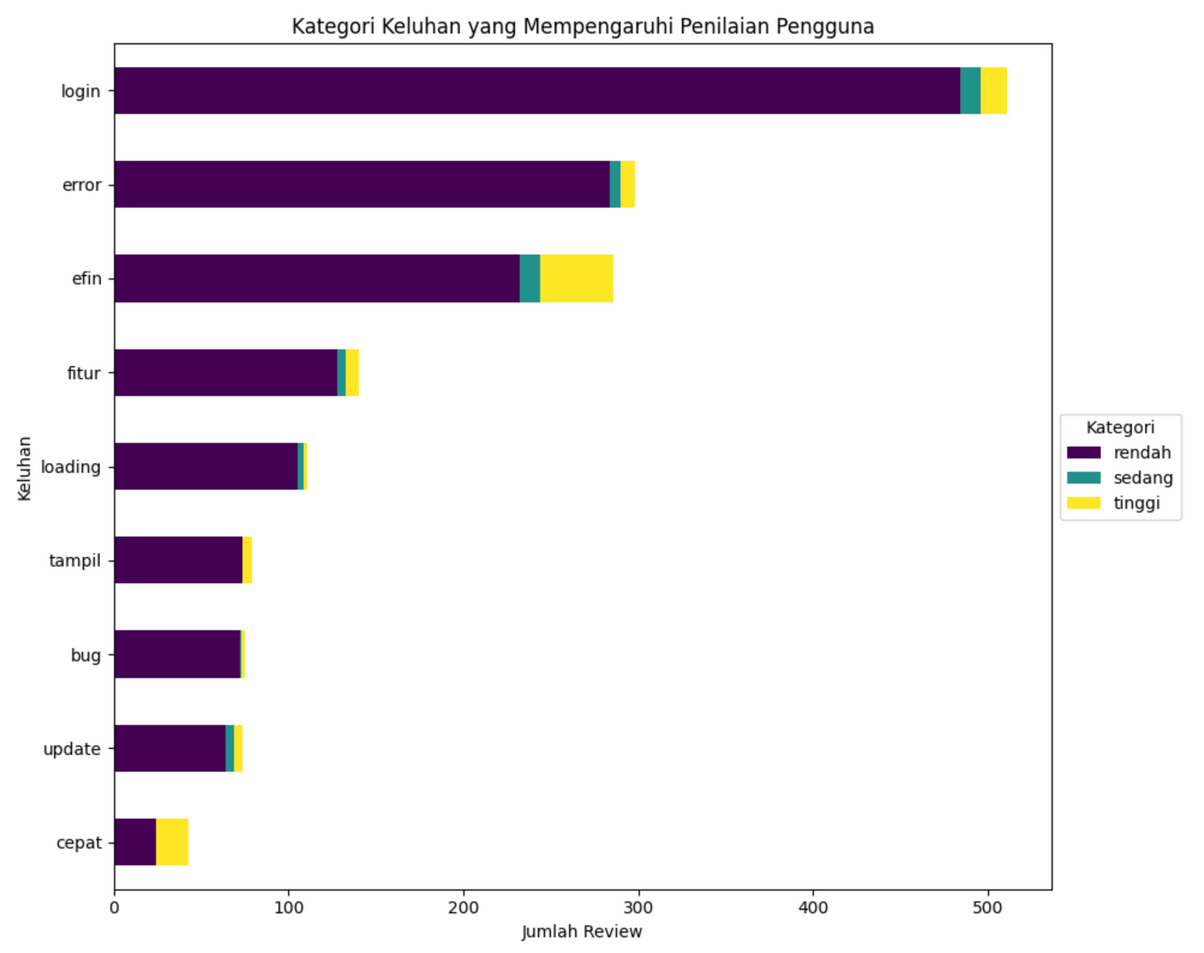 Kategori Keluhan yang Mempengaruhi Penilaian Pengguna
login
error
efin
fitur
loading
tampil
bug
update
cepat
Keluhan
0 100 200 300 400 500
Jumlah Review
Kategori
rendah
sedang
tinggi